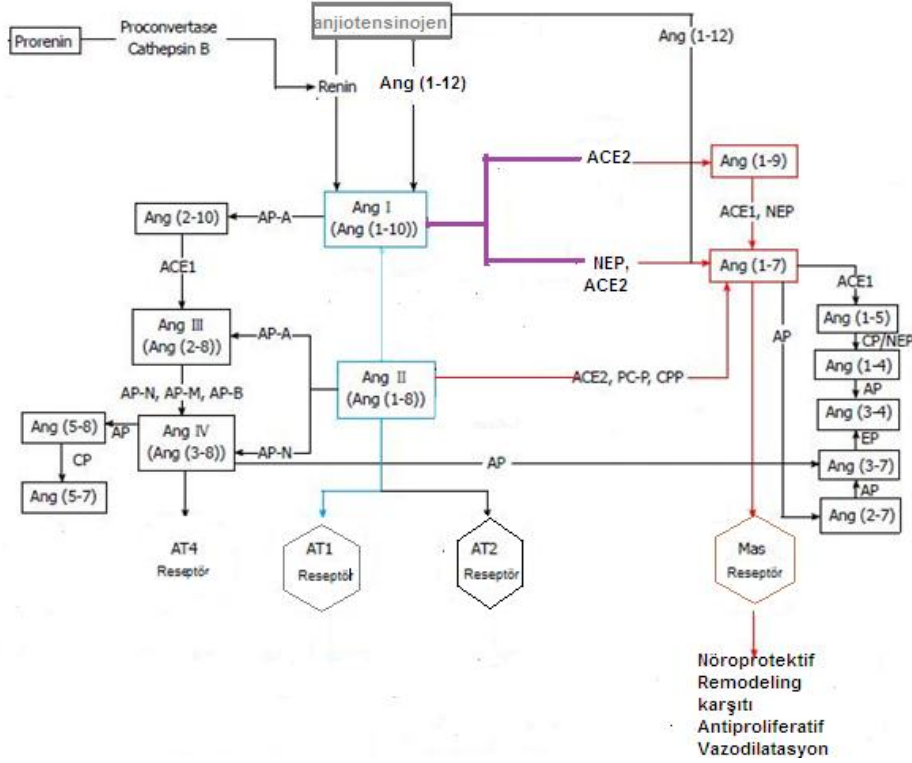 anjiotensinojen
Prorenin
Proconvertase
Cathepsin B
Ang (1-12)
Renin
Ang (1-12)
ACE2
Ang (1-9)
ACE1, NEP
Ang (2-10)
AP-A
Ang I
(Ang (1-10))
NEP,
ACE2
Ang (1-7)
ACE1
ACE1
Ang (1-5)
CP/NEP
AP
Ang III
(Ang (2-8))
AP-A
Ang II
(Ang (1-8))
ACE2, PC-P, CPP
Ang (1-4)
AP
AP-N, AP-M, AP-B
Ang (3-4)
EP
Ang (5-8)
AP
Ang IV
(Ang (3-8))
AP-N
AP
Ang (3-7)
CP
AP
Ang (5-7)
Ang (2-7)
AT4
Reseptör
AT1
Reseptör
AT2
Reseptör
Mas
Reseptör
Nöroprotektif
Remodeling
karşıtı
Antiproliferatif
Vazodilatasyon